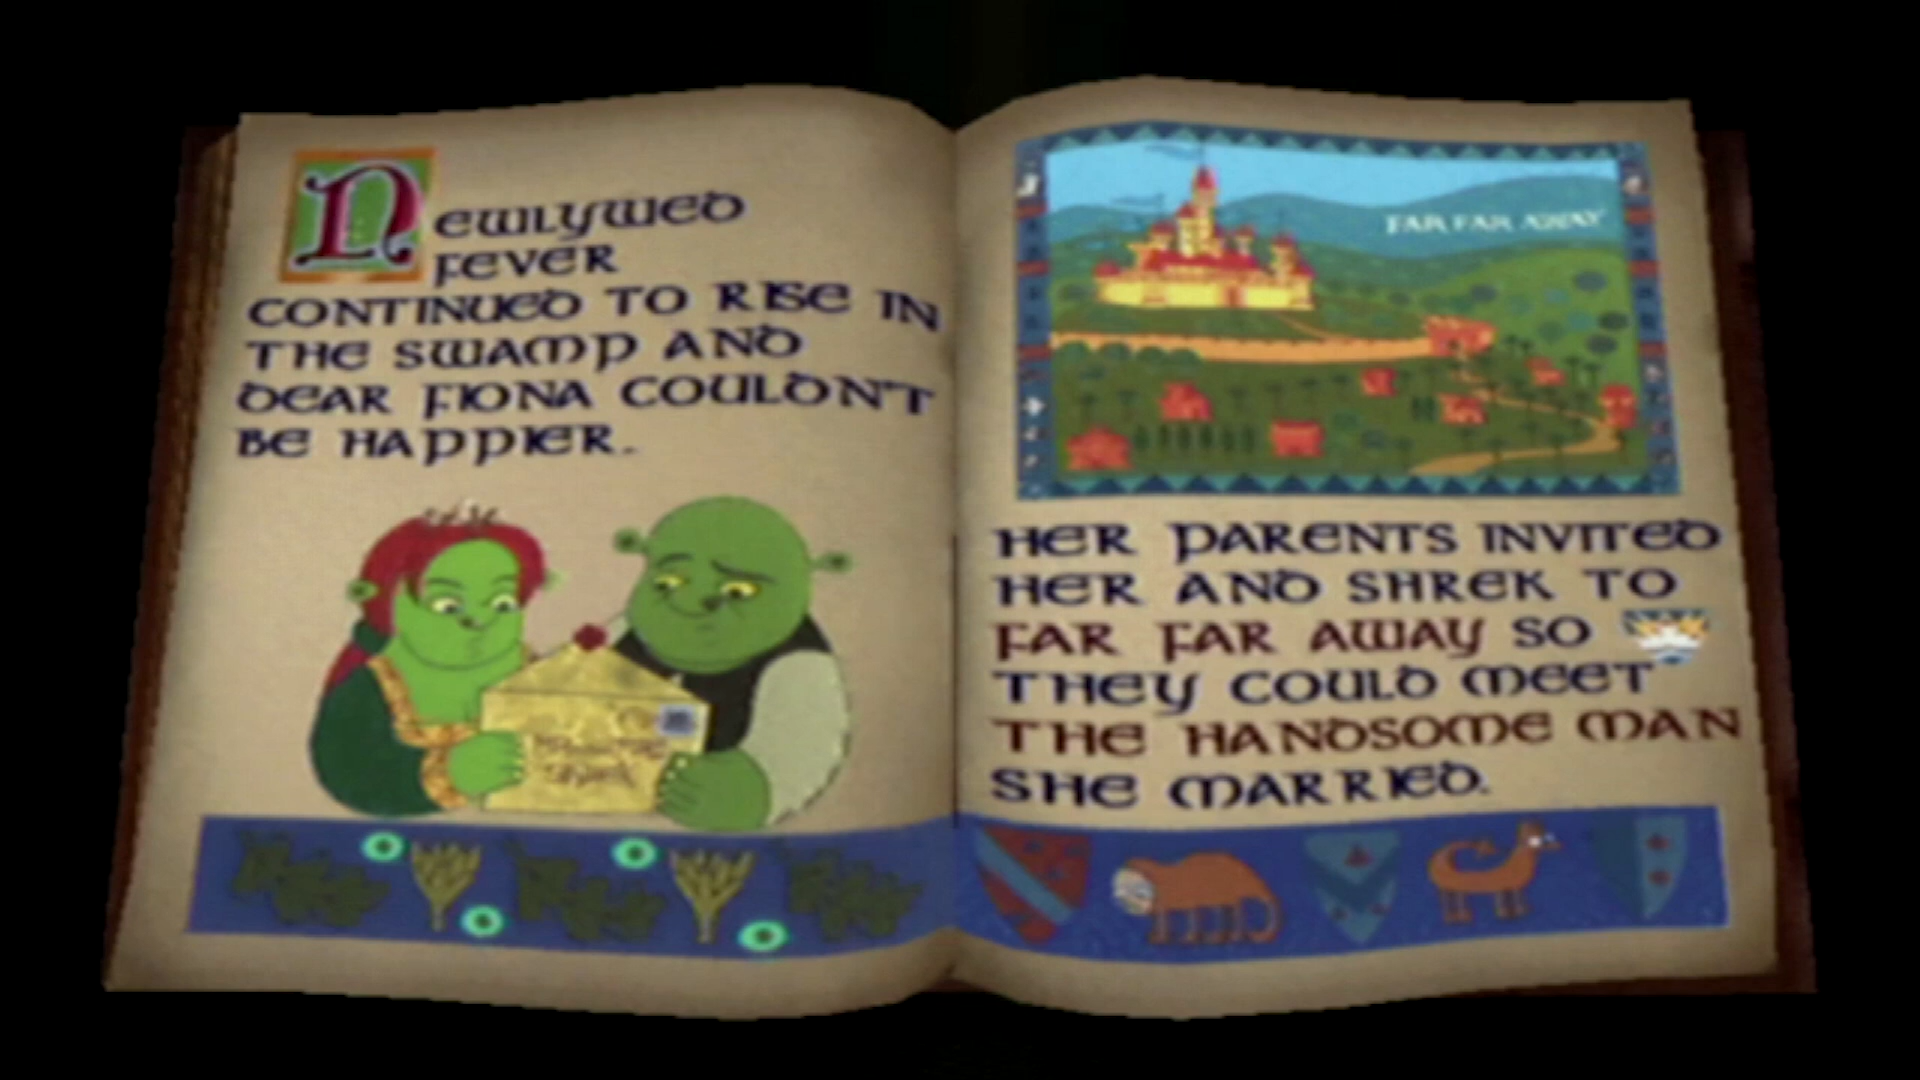 NEWLYWED
FEVER
CONTINUED TO RISE IN
THE SWAMP AND
DEAR FIONA COULDN'T
BE HAPPIER.
FAR FAR AWAY
HER PARENTS INVITED
HER AND SHREK TO
FAR FAR AWAY SO
THEY COULD MEET
THE HANDSOME MAN
SHE MARRIED.